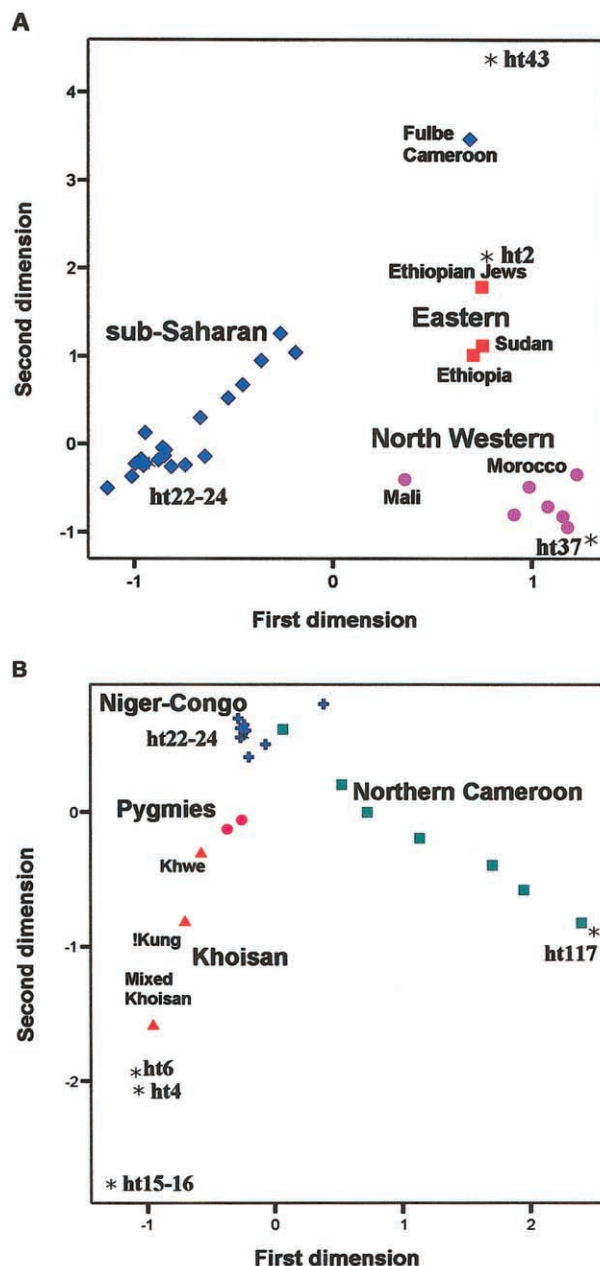 A
* ht43
4
Fulbe
Cameroon
3
* ht2
2
Ethiopian Jews
Eastern
sub-Saharan
Sudan
1
Ethiopia
0
North Western
Morocco
ht22-24
Mali
-1
ht37 *
-1
0
1
Second dimension
First dimension
B
Niger-Congo
ht22-24
Northern Cameroon
Pygmies
0
Khwe
!Kung
Khoisan
ht117
*
-1
Mixed
Khoisan
* ht6
* ht4
-2
* ht15-16
-1
0
1
2
Second dimension
First dimension